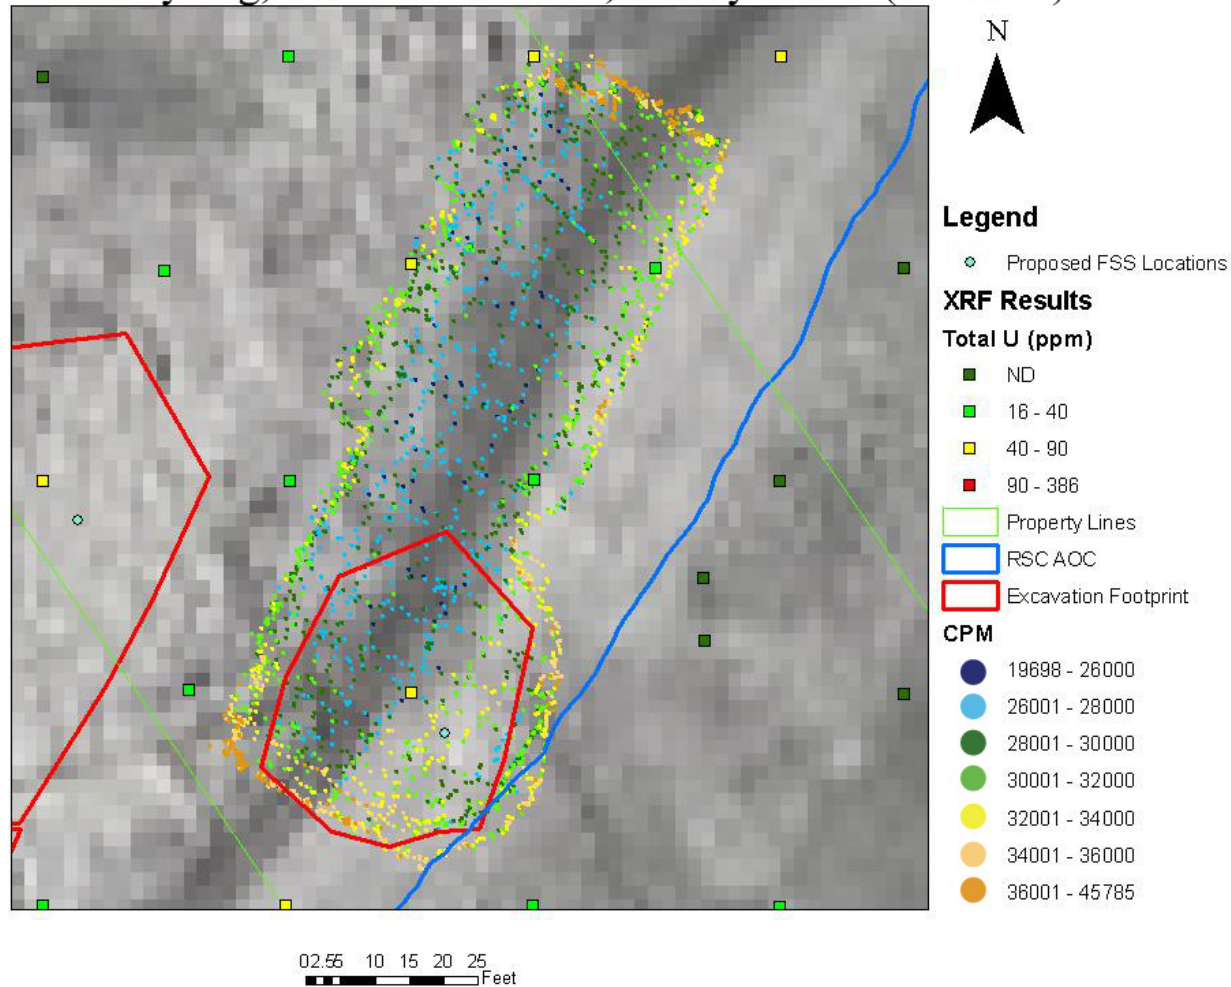 N
Legend
Proposed FSS Locations
XRF Results
Total U (ppm)
ND
16 - 40
40 - 90
90 - 386
Property Lines
RSC AOC
Excavation Footprint
CPM
19698 - 26000
26001 - 28000
28001 - 30000
30001 - 32000
32001 - 34000
34001 - 36000
36001 - 45785
02.55 10 15 20 25
Feet